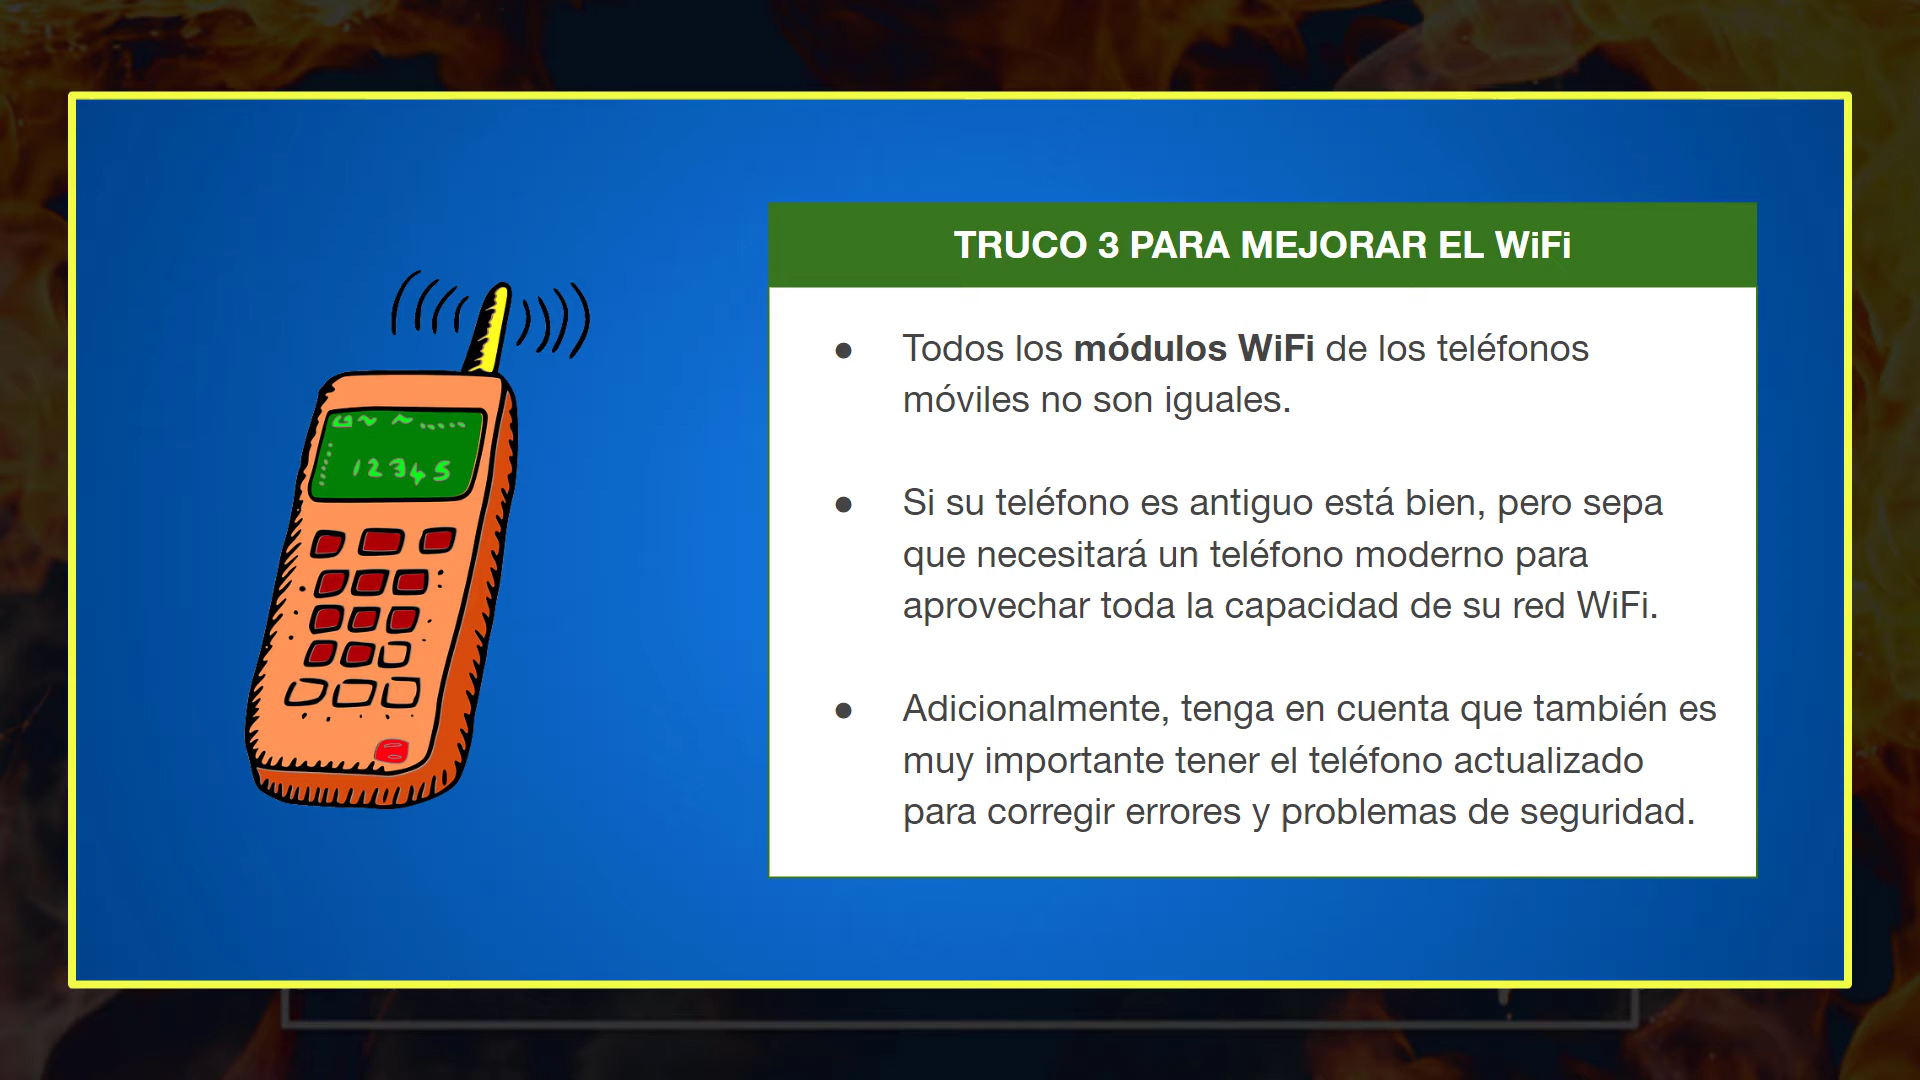 TRUCO 3 PARA MEJORAR EL WiFi
● Todos los módulos WiFi de los teléfonos
móviles no son iguales.
● Si su teléfono es antiguo está bien, pero sepa
que necesitará un teléfono moderno para
aprovechar toda la capacidad de su red WiFi.
● Adicionalmente, tenga en cuenta que también es
muy importante tener el teléfono actualizado
para corregir errores y problemas de seguridad.
12345